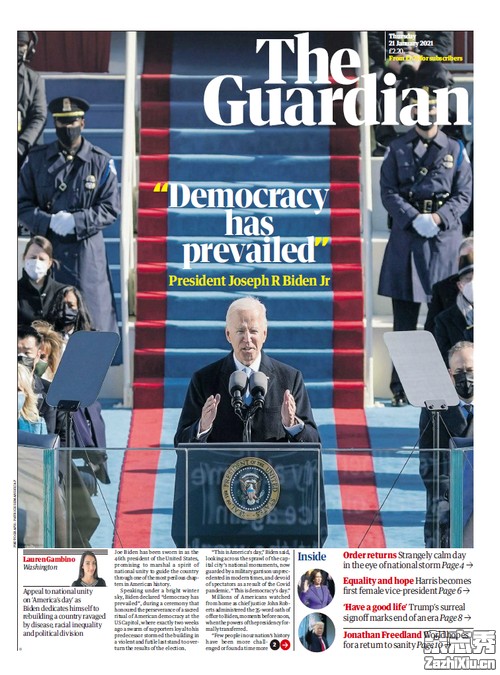 The
Guardian
Thursday
21 January 2021
£2.20
From £1.__ for subscribers
“Democracy
has
prevailed”
President Joseph R Biden Jr
Lauren Gambino
Washington
Appeal to national unity
on ‘America’s day’ as
Biden dedicates himself to
rebuilding a country ravaged
by disease, racial inequality
and political division
Joe Biden has been sworn in as the
46th president of the United States,
promising to marshal a spirit of
national unity to guide the country
through one of the most perilous chap-
ters in American history.
Speaking under a bright winter
sky, Biden declared “democracy has
prevailed”, during a ceremony that
honoured the perseverance of a sacred
ritual of American democracy at the
US Capitol, where exactly two weeks
ago a swarm of supporters loyal to his
predecessor stormed the building in
a violent and futile last stand to over-
turn the results of the election.
“This is America’s day,” Biden said,
looking across the sprawl of the cap-
ital city’s national monuments, now
guarded by a military garrison unprec-
edented in modern times, and devoid
of spectators as a result of the Covid
pandemic, “This is democracy’s day.”
Millions of Americans watched
from home as chief justice John Rob-
erts administered the 35-word oath of
office to Biden, moments before noon,
when the powers of the presidency for-
mally transferred.
“Few people in our nation’s history
have been more chall
enged or found a time more
2
Inside
Order returns Strangely calm day
in the eye of national storm Page 4 →
Equality and hope Harris becomes
first female vice-president Page 6 →
‘Have a good life’ Trump’s surreal
signoff marks end of an era Page 8 →
Jonathan Freedland World hopes
for a return to sanity Page 10 →
杂志秀
ZaZhiXiu.cn